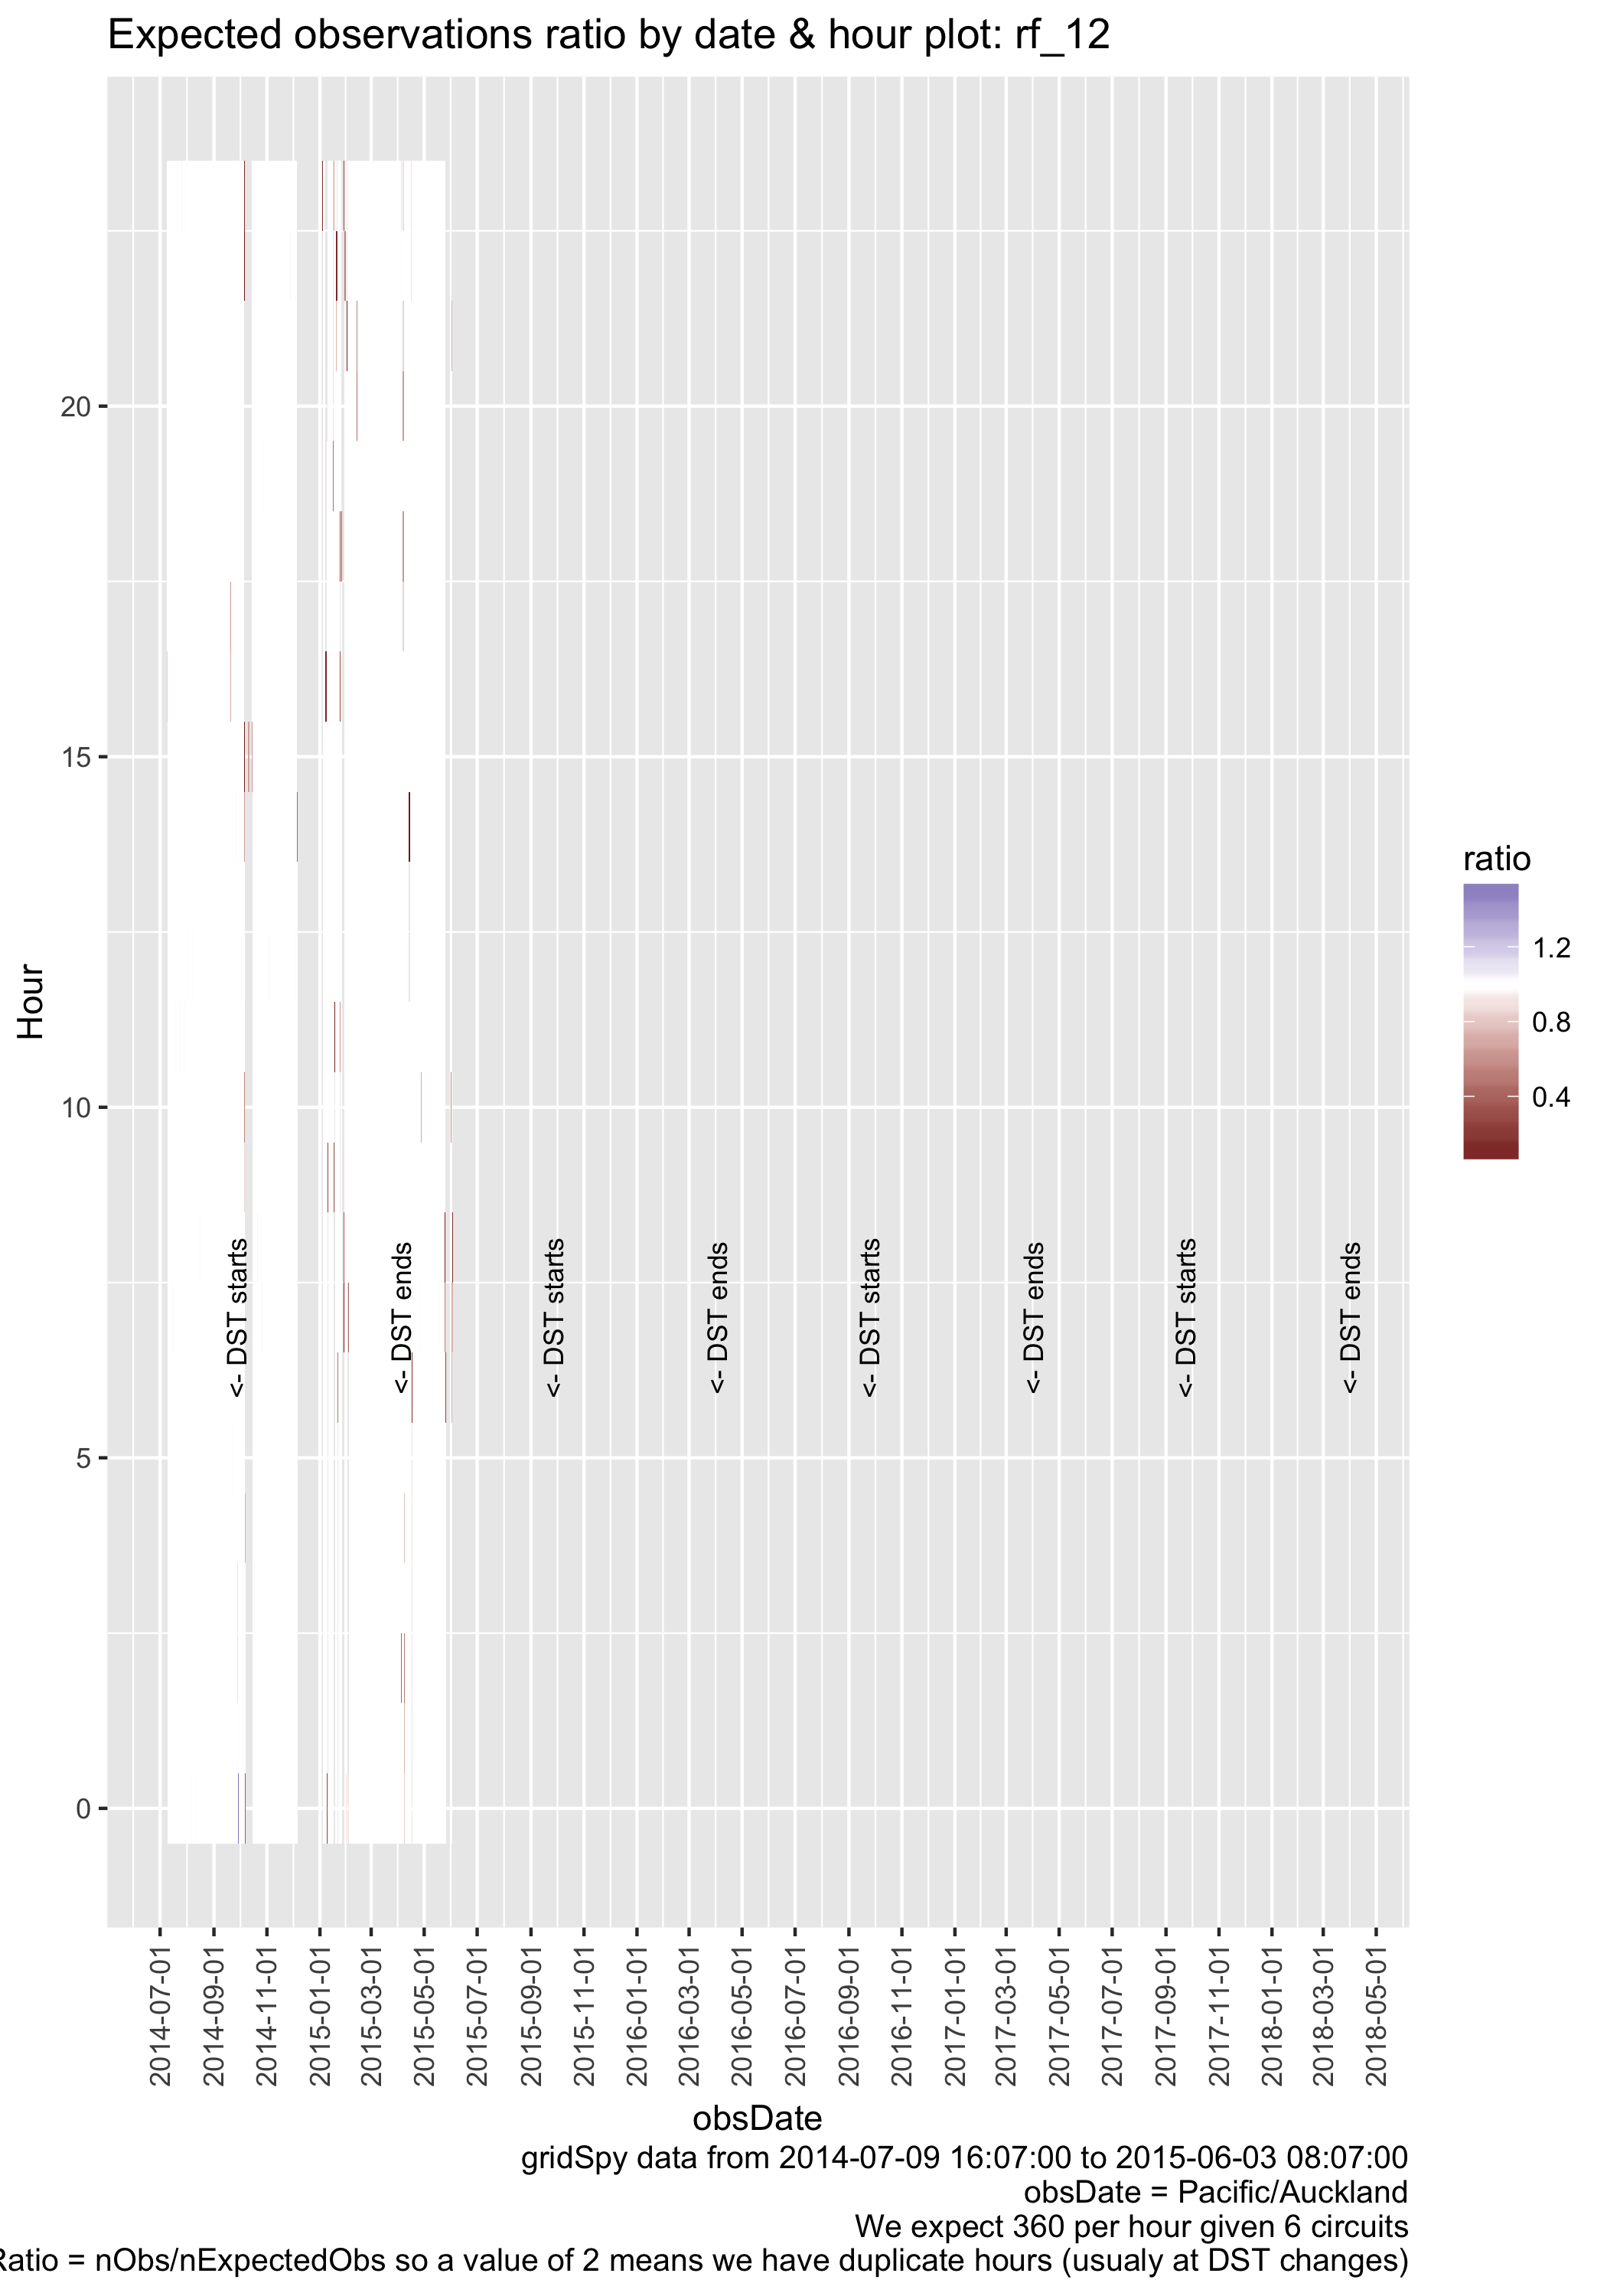 Expected observations ratio by date & hour plot: rf_12
Hour
20
15
10
5
0
<- DST starts
<- DST ends
<- DST starts
<- DST ends
<- DST starts
<- DST ends
<- DST starts
<- DST ends
ratio
1.2
0.8
0.4
2014-07-01
2014-09-01
2014-11-01
2015-01-01
2015-03-01
2015-05-01
2015-07-01
2015-09-01
2015-11-01
2016-01-01
2016-03-01
2016-05-01
2016-07-01
2016-09-01
2016-11-01
2017-01-01
2017-03-01
2017-05-01
2017-07-01
2017-09-01
2017-11-01
2018-01-01
2018-03-01
2018-05-01
obsDate
gridSpy data from 2014-07-09 16:07:00 to 2015-06-03 08:07:00
obsDate = Pacific/Auckland
We expect 360 per hour given 6 circuits
Ratio = nObs/nExpectedObs so a value of 2 means we have duplicate hours (usualy at DST changes)